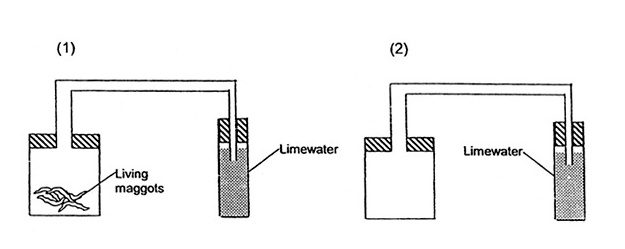 (1)
(2)
Limewater
Living
maggots
Limewater